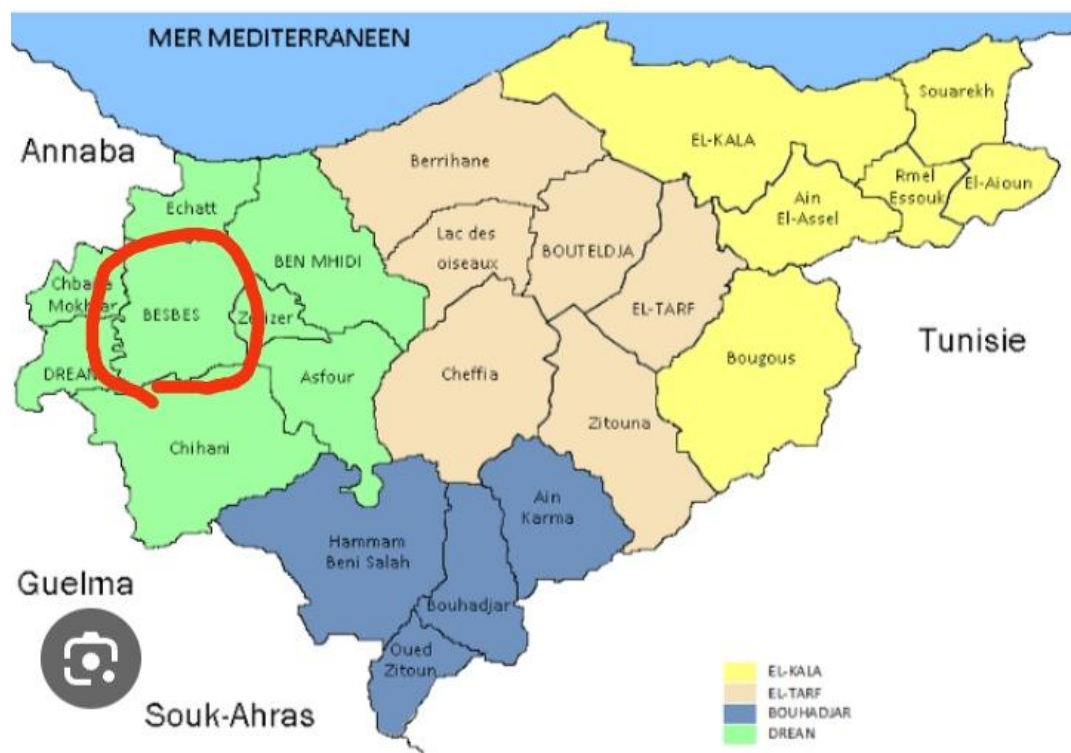 MER MEDITERRANEEN
Souarekh
Annaba
EL-KALA
Berrihane
Rmel
Essouk
El-Aioun
Ain
El-Assel
Echatt
Lac des
oiseaux
BOUTELDJA
BEN MHIDI
Mokhtar
BESBES
EL-TARF
Tunisie
Bougous
DREAN
Asfour
Cheffia
Zitouna
Chihani
Ain
Karma
Hammam
Beni Salah
Guelma
Bouhadjar
Oued
Zitoun
Souk-Ahras
EL-KALA
EL-TARF
BOUHADJAR
DREAN